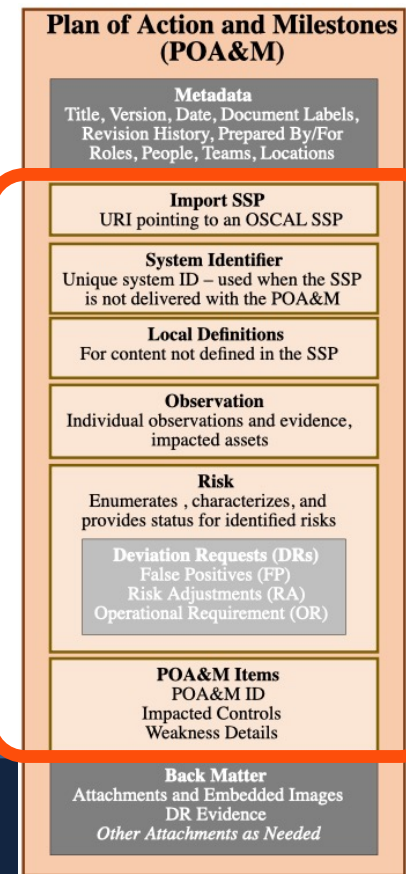 Plan of Action and Milestones
(POA&M)
Metadata
Title, Version, Date, Document Labels,
Revision History, Prepared By/For
Roles, People, Teams, Locations
Import SSP
URI pointing to an OSCAL SSP
System Identifier
Unique system ID – used when the SSP
is not delivered with the POA&M
Local Definitions
For content not defined in the SSP
Observation
Individual observations and evidence,
impacted assets
Risk
Enumerates , characterizes, and
provides status for identified risks
Deviation Requests (DRs)
False Positives (FP)
Risk Adjustments (RA)
Operational Requirement (OR)
POA&M Items
POA&M ID
Impacted Controls
Weakness Details
Back Matter
Attachments and Embedded Images
DR Evidence
Other Attachments as Needed